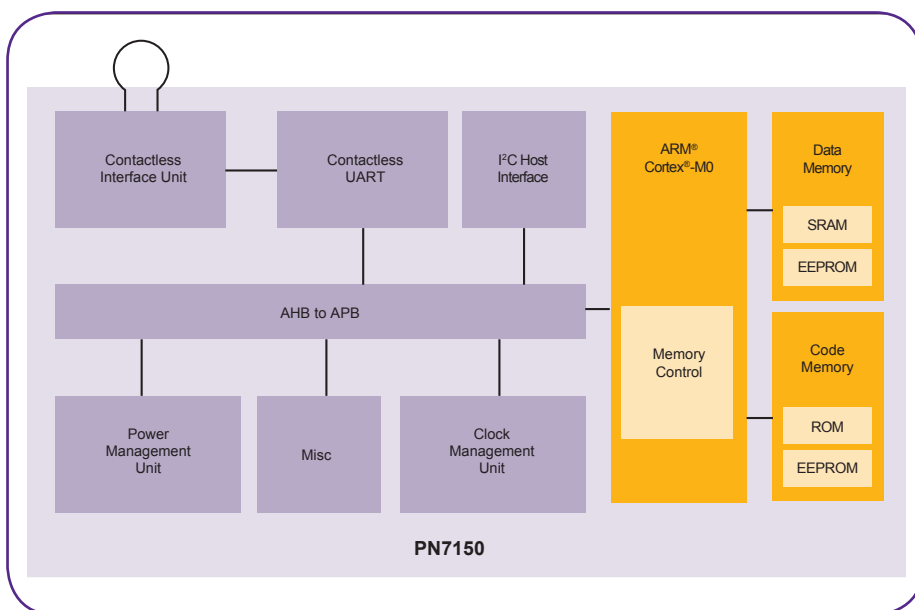 Contactless
Interface Unit
Contactless
UART
I²C Host
Interface
ARM®
Cortex®-M0
Data
Memory
SRAM
EEPROM
AHB to APB
Memory
Control
Code
Memory
ROM
EEPROM
Power
Management
Unit
Misc
Clock
Management
Unit
PN7150